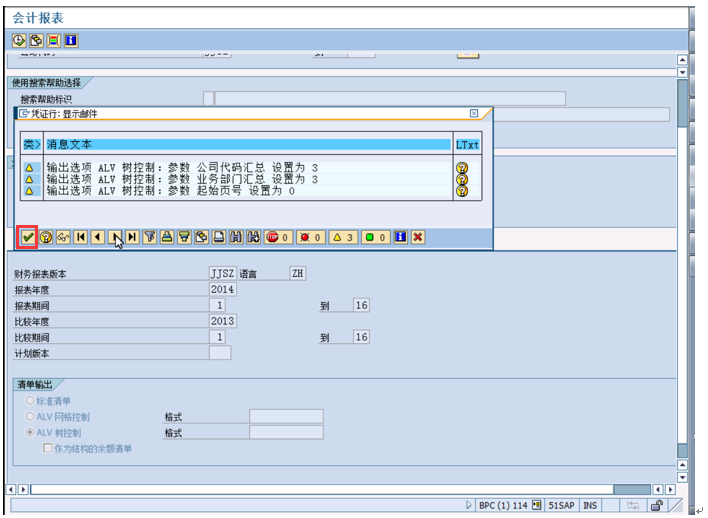 会计报表
使用搜索帮助选择
搜索帮助标识
凭证行: 显示邮件
类> 消息文本 LTxt
输出选项 ALV 树控制: 参数 公司代码汇总 设置为 3
输出选项 ALV 树控制: 参数 业务部门汇总 设置为 3
输出选项 ALV 树控制: 参数 起始页号 设置为 0
STOP 0 0 3 0
财务报表版本 JJSZ 语言 ZH
报表年度 2014
报表期间 1 到 16
比较年度 2013
比较期间 1 到 16
计划版本
清单输出
标准清单
ALV 网格控制 格式
ALV 树控制 格式
作为结构的余额清单
BPC (1) 114 51SAP INS